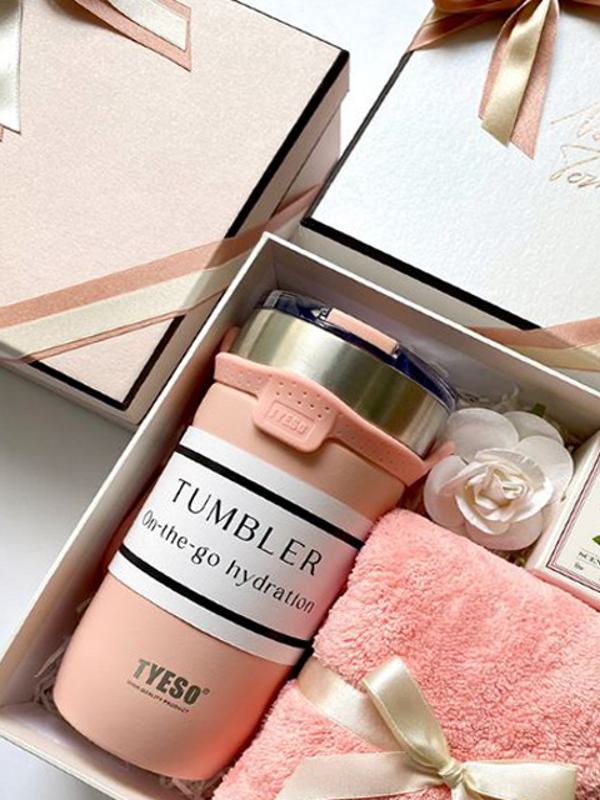 TYESO
TUMBLER
On-the-go hydration
TYESO®
HIGH QUALITY PRODUCT